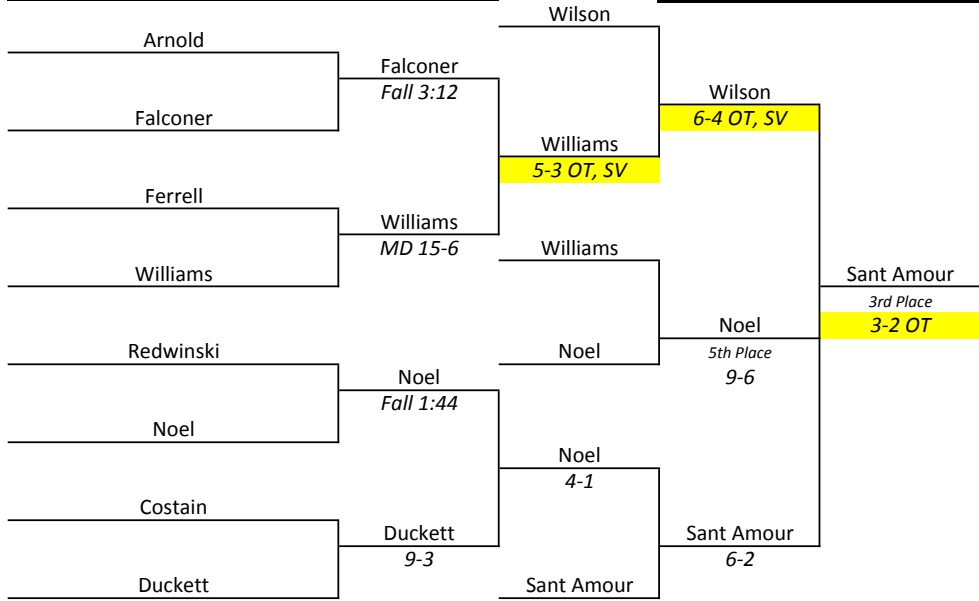 Wilson
Arnold
Falconer
Fall 3:12
Wilson
6-4 OT, SV
Falconer
Williams
5-3 OT, SV
Ferrell
Williams
MD 15-6
Williams
Williams
Sant Amour
3rd Place
3-2 OT
Noel
5th Place
9-6
Redwinski
Noel
Noel
Fall 1:44
Noel
Noel
4-1
Costain
Duckett
9-3
Sant Amour
6-2
Duckett
Sant Amour